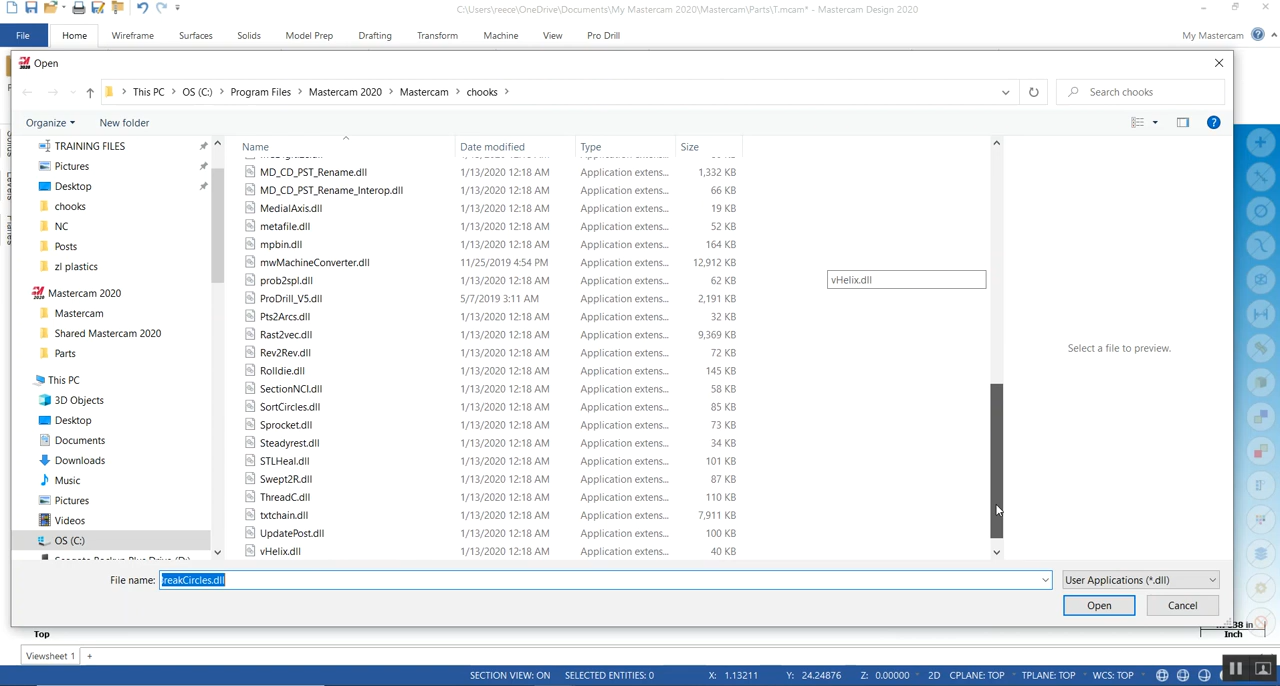 C:\Users\reece\OneDrive\Documents\My Mastercam 2020\Mastercam\Parts\T.mcam* - Mastercam Design 2020
File Home Wireframe Surfaces Solids Model Prep Drafting Transform Machine View Pro Drill My Mastercam
Open
This PC > OS (C:) > Program Files > Mastercam 2020 > Mastercam > chooks >
Search chooks
Organize New folder
Name Date modified Type Size
TRAINING FILES
Pictures
Desktop
chooks
NC
Posts
zl plastics
Mastercam 2020
Mastercam
Shared Mastercam 2020
Parts
This PC
3D Objects
Desktop
Documents
Downloads
Music
Pictures
Videos
OS (C:)
MD_CD_PST_Rename.dll 1/13/2020 12:18 AM Application extens... 1,332 KB
MD_CD_PST_Rename_Interop.dll 1/13/2020 12:18 AM Application extens... 66 KB
MedialAxis.dll 1/13/2020 12:18 AM Application extens... 19 KB
metafile.dll 1/13/2020 12:18 AM Application extens... 52 KB
mpbin.dll 1/13/2020 12:18 AM Application extens... 164 KB
mwMachineConverter.dll 11/25/2019 4:54 PM Application extens... 12,912 KB
prob2spl.dll 1/13/2020 12:18 AM Application extens... 62 KB
ProDrill_V5.dll 5/7/2019 3:11 AM Application extens... 2,191 KB
Pts2Arcs.dll 1/13/2020 12:18 AM Application extens... 32 KB
Rast2vec.dll 1/13/2020 12:18 AM Application extens... 9,369 KB
Rev2Rev.dll 1/13/2020 12:18 AM Application extens... 72 KB
Rolldie.dll 1/13/2020 12:18 AM Application extens... 145 KB
SectionNCI.dll 1/13/2020 12:18 AM Application extens... 58 KB
SortCircles.dll 1/13/2020 12:18 AM Application extens... 85 KB
Sprocket.dll 1/13/2020 12:18 AM Application extens... 73 KB
Steadyrest.dll 1/13/2020 12:18 AM Application extens... 34 KB
STLHeal.dll 1/13/2020 12:18 AM Application extens... 101 KB
Swept2R.dll 1/13/2020 12:18 AM Application extens... 87 KB
ThreadC.dll 1/13/2020 12:18 AM Application extens... 110 KB
txtchain.dll 1/13/2020 12:18 AM Application extens... 7,911 KB
UpdatePost.dll 1/13/2020 12:18 AM Application extens... 100 KB
vHelix.dll 1/13/2020 12:18 AM Application extens... 40 KB
vHelix.dll
Select a file to preview.
File name: reakCircles.dll User Applications (*.dll)
Open Cancel
Top
Inch
Viewsheet 1 +
SECTION VIEW: ON SELECTED ENTITIES: 0 X: 1.13211 Y: 24.24876 Z: 0.00000 2D CPLANE: TOP TPLANE: TOP WCS: TOP